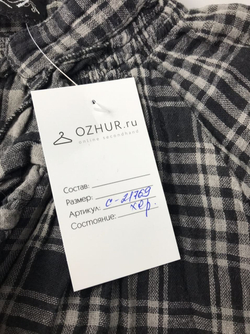 OZHUR.ru
Состав:
Размер:
Артикул: с-21769
Состояние: хор.